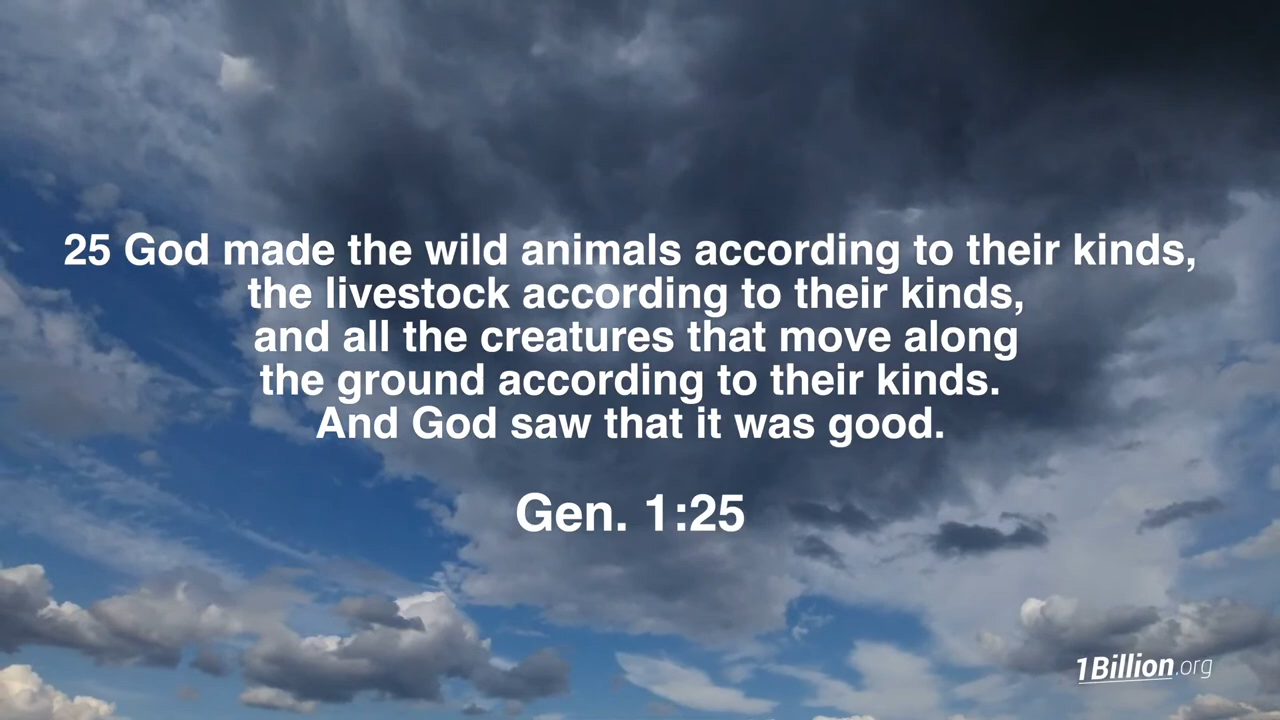 25 God made the wild animals according to their kinds,
the livestock according to their kinds,
and all the creatures that move along
the ground according to their kinds.
And God saw that it was good.
Gen. 1:25
1Billion.org